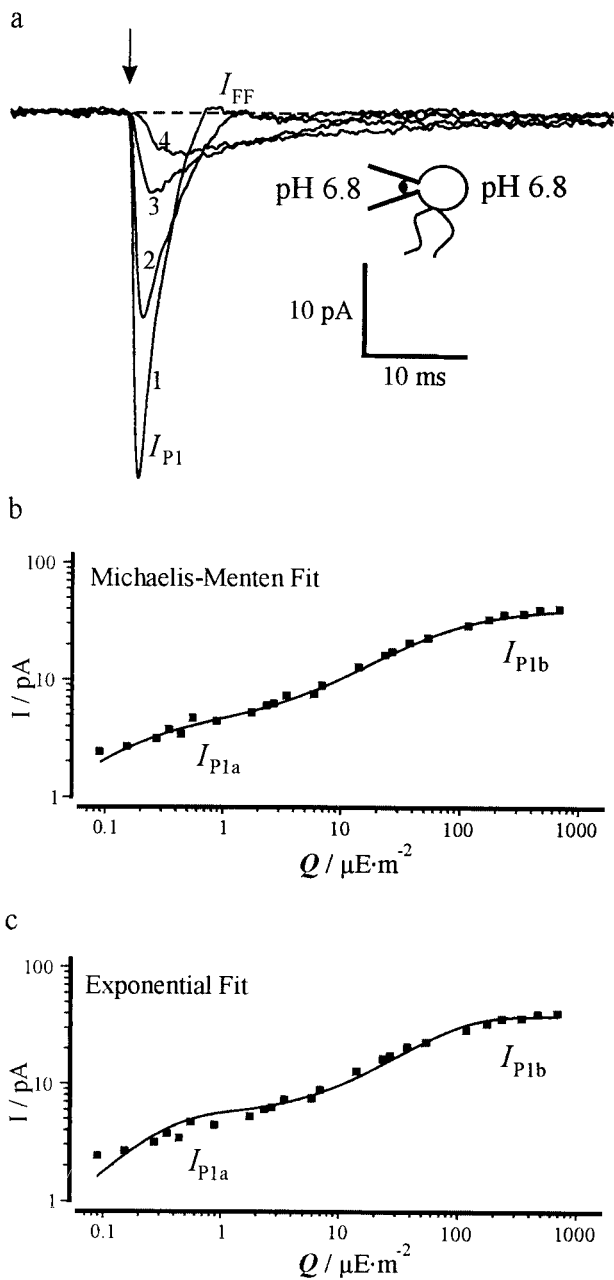 a
I_FF
4
3
2
1
I_P1
pH 6.8 pH 6.8
10 pA
10 ms
b
Michaelis-Menten Fit
100
10
1
I / pA
I_P1a
I_P1b
0.1 1 10 100 1000
Q / µE·m⁻²
c
Exponential Fit
100
10
1
I / pA
I_P1a
I_P1b
0.1 1 10 100 1000
Q / µE·m⁻²